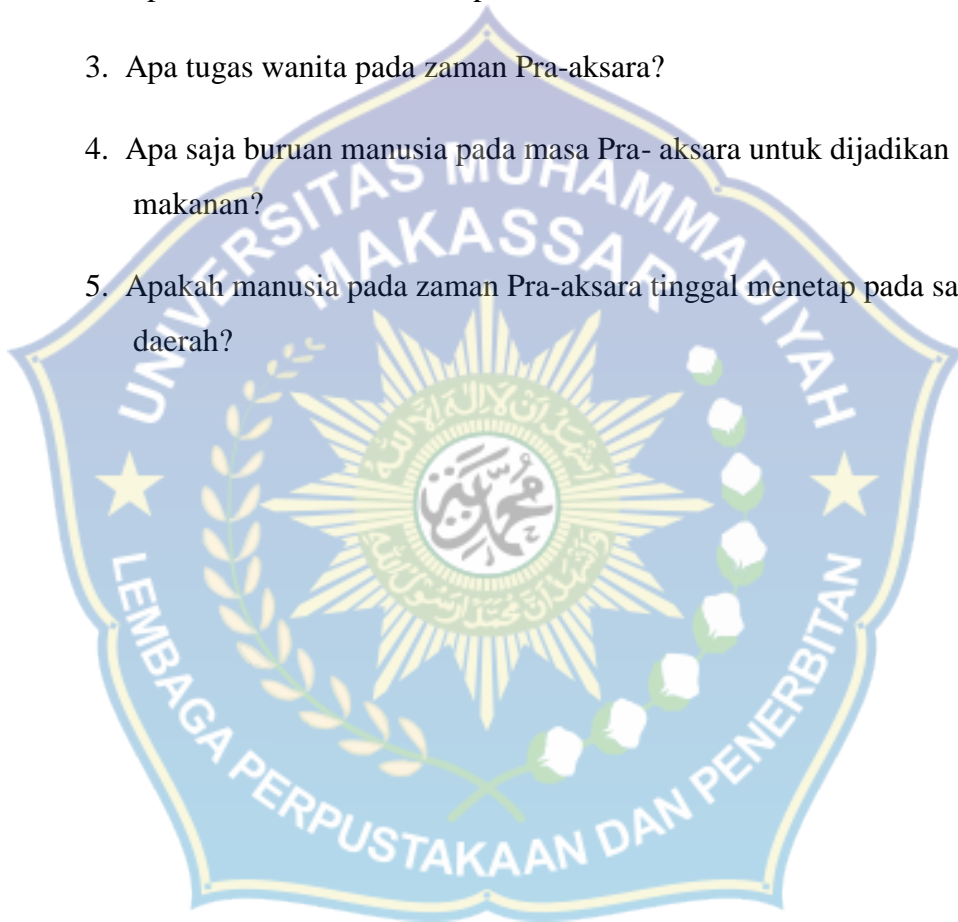 3. Apa tugas wanita pada zaman Pra-aksara?
4. Apa saja buruan manusia pada masa Pra- aksara untuk dijadikan
makanan?
5. Apakah manusia pada zaman Pra-aksara tinggal menetap pada sa
daerah?
UNIVERSITAS MUHAMMADIYAH
MAKASSAR
LEMBAGA PERPUSTAKAAN DAN PENERBITAN